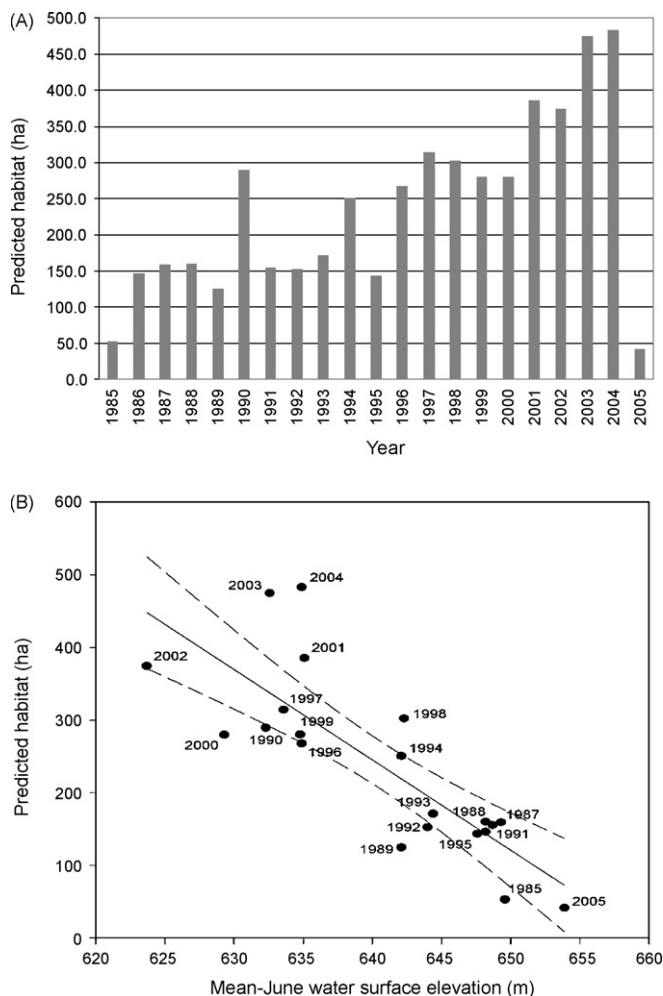 (A)
500.0
450.0
400.0
350.0
300.0
250.0
200.0
150.0
100.0
50.0
0.0
Predicted habitat (ha)
1985 1986 1987 1988 1989 1990 1991 1992 1993 1994 1995 1996 1997 1998 1999 2000 2001 2002 2003 2004 2005
Year
(B)
600
500
400
300
200
100
0
Predicted habitat (ha)
2003 2004
2001
2002
1997
1998
1999
2000 1990 1996
1994
1993 1988 1987
1992 1995 1991
1989
1985
2005
620 625 630 635 640 645 650 655 660
Mean-June water surface elevation (m)